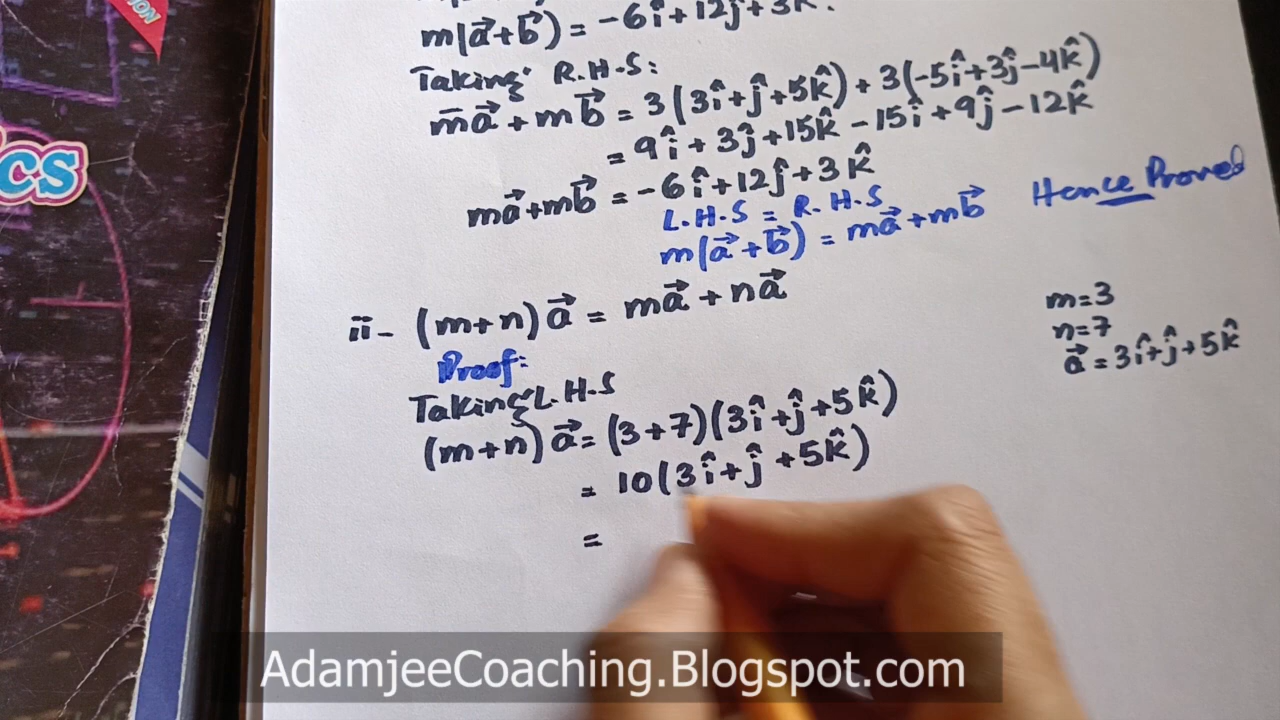 ION
CS
m(a⃗+b⃗) = -6î+12ĵ+3k̂.
Taking R.H.S:
ma⃗+mb⃗ = 3(3î+ĵ+5k̂) + 3(-5î+3ĵ-4k̂)
= 9î+3ĵ+15k̂-15î+9ĵ-12k̂
ma⃗+mb⃗ = -6î+12ĵ+3k̂
L.H.S = R.H.S
m(a⃗+b⃗) = ma⃗+mb⃗ Hence Proved
ii- (m+n)a⃗ = ma⃗+na⃗
m=3
n=7
a⃗ = 3î+ĵ+5k̂
Proof:
Taking L.H.S
(m+n)a⃗ = (3+7)(3î+ĵ+5k̂)
= 10(3î+ĵ+5k̂)
=
AdamjeeCoaching.Blogspot.com